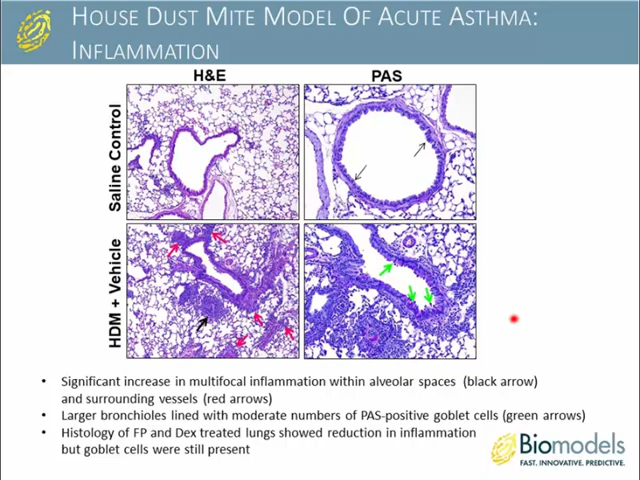 House Dust Mite Model Of Acute Asthma:
Inflammation
H&E
PAS
Saline Control
HDM + Vehicle
• Significant increase in multifocal inflammation within alveolar spaces (black arrow)
and surrounding vessels (red arrows)
• Larger bronchioles lined with moderate numbers of PAS-positive goblet cells (green arrows)
• Histology of FP and Dex treated lungs showed reduction in inflammation
but goblet cells were still present
Biomodels
FAST. INNOVATIVE. PREDICTIVE.